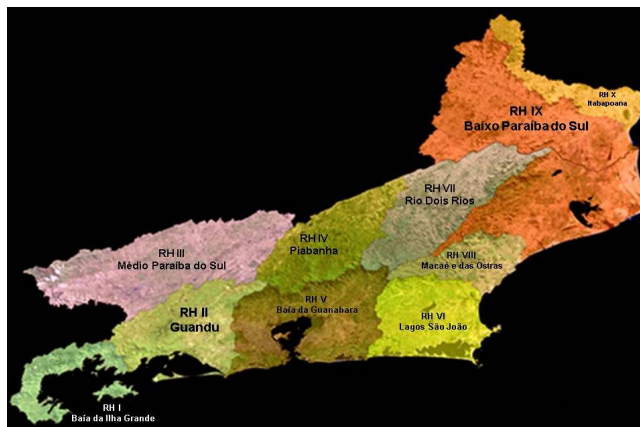 RH X
Itabapoana
RH IX
Baixo Paraíba do Sul
RH VII
Rio Dois Rios
RH IV
Piabanha
RH III
Médio Paraíba do Sul
RH VIII
Macaé e das Ostras
RH V
Baía da Guanabara
RH II
Guandu
RH VI
Lagos São João
RH I
Baía da Ilha Grande